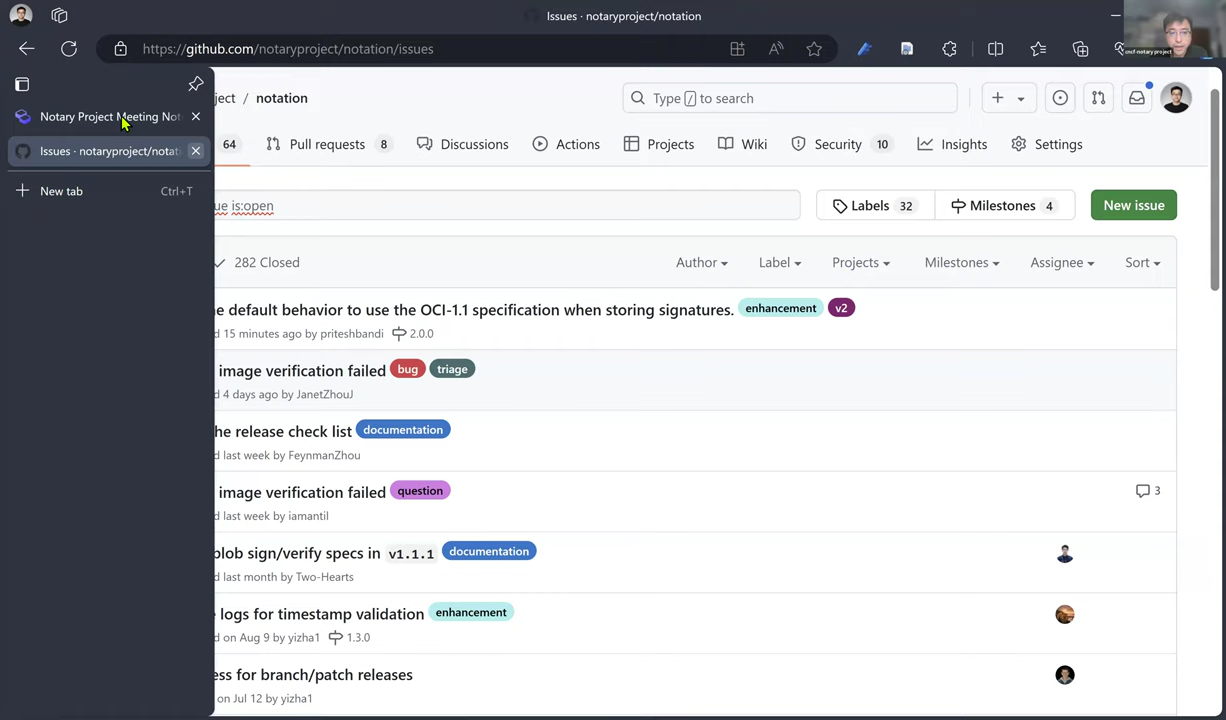 Issues · notaryproject/notation
https://github.com/notaryproject/notation/issues
cncf-notary project
Notary Project Meeting Not
Issues · notaryproject/notati
New tab Ctrl+T
ject / notation
Type / to search
64 Pull requests 8 Discussions Actions Projects Wiki Security 10 Insights Settings
ue is:open
Labels 32 Milestones 4 New issue
282 Closed Author Label Projects Milestones Assignee Sort
he default behavior to use the OCI-1.1 specification when storing signatures. enhancement v2
d 15 minutes ago by priteshbandi 2.0.0
image verification failed bug triage
d 4 days ago by JanetZhouJ
he release check list documentation
d last week by FeynmanZhou
image verification failed question
3
d last week by iamantil
blob sign/verify specs in v1.1.1 documentation
d last month by Two-Hearts
e logs for timestamp validation enhancement
d on Aug 9 by yizha1 1.3.0
ess for branch/patch releases
on Jul 12 by yizha1